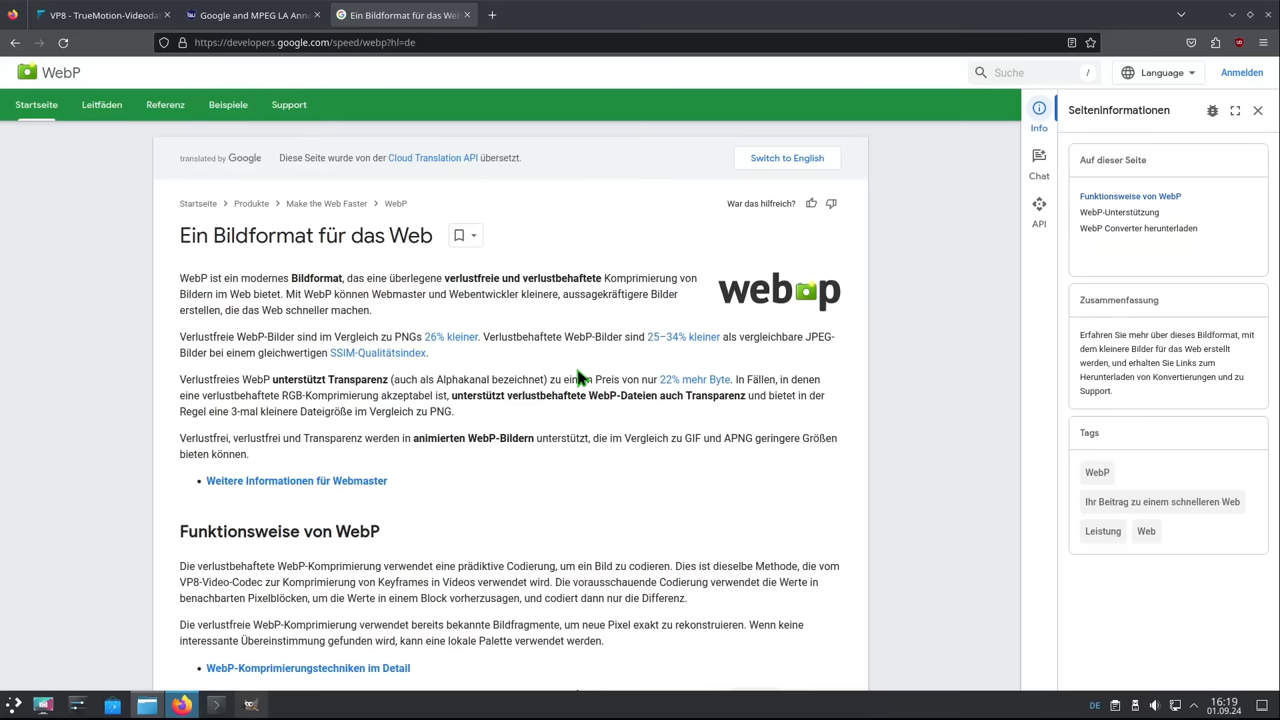 VP8 - TrueMotion-Videoda
Google and MPEG LA Ann
Ein Bildformat für das We
https://developers.google.com/speed/webp?hl=de
WebP
Suche
/
Language
Anmelden
Startseite
Leitfäden
Referenz
Beispiele
Support
translated by Google
Diese Seite wurde von der Cloud Translation API übersetzt.
Switch to English
Startseite > Produkte > Make the Web Faster > WebP
War das hilfreich?
Ein Bildformat für das Web
WebP ist ein modernes Bildformat, das eine überlegene verlustfreie und verlustbehaftete Komprimierung von
Bildern im Web bietet. Mit WebP können Webmaster und Webentwickler kleinere, aussagekräftigere Bilder
erstellen, die das Web schneller machen.
webp
Verlustfreie WebP-Bilder sind im Vergleich zu PNGs 26% kleiner. Verlustbehaftete WebP-Bilder sind 25–34% kleiner als vergleichbare JPEG-
Bilder bei einem gleichwertigen SSIM-Qualitätsindex.
Verlustfreies WebP unterstützt Transparenz (auch als Alphakanal bezeichnet) zu einem Preis von nur 22% mehr Byte. In Fällen, in denen
eine verlustbehaftete RGB-Komprimierung akzeptabel ist, unterstützt verlustbehaftete WebP-Dateien auch Transparenz und bietet in der
Regel eine 3-mal kleinere Dateigröße im Vergleich zu PNG.
Verlustfrei, verlustfrei und Transparenz werden in animierten WebP-Bildern unterstützt, die im Vergleich zu GIF und APNG geringere Größen
bieten können.
• Weitere Informationen für Webmaster
Funktionsweise von WebP
Die verlustbehaftete WebP-Komprimierung verwendet eine prädiktive Codierung, um ein Bild zu codieren. Dies ist dieselbe Methode, die vom
VP8-Video-Codec zur Komprimierung von Keyframes in Videos verwendet wird. Die vorausschauende Codierung verwendet die Werte in
benachbarten Pixelblöcken, um die Werte in einem Block vorherzusagen, und codiert dann nur die Differenz.
Die verlustfreie WebP-Komprimierung verwendet bereits bekannte Bildfragmente, um neue Pixel exakt zu rekonstruieren. Wenn keine
interessante Übereinstimmung gefunden wird, kann eine lokale Palette verwendet werden.
• WebP-Komprimierungstechniken im Detail
Info
Chat
API
Seiteninformationen
Auf dieser Seite
Funktionsweise von WebP
WebP-Unterstützung
WebP Converter herunterladen
Zusammenfassung
Erfahren Sie mehr über dieses Bildformat, mit
dem kleinere Bilder für das Web erstellt
werden, und erhalten Sie Links zum
Herunterladen von Konvertierungen und zu
Support.
Tags
WebP
Ihr Beitrag zu einem schnelleren Web
Leistung
Web
DE
16:19
01.09.24